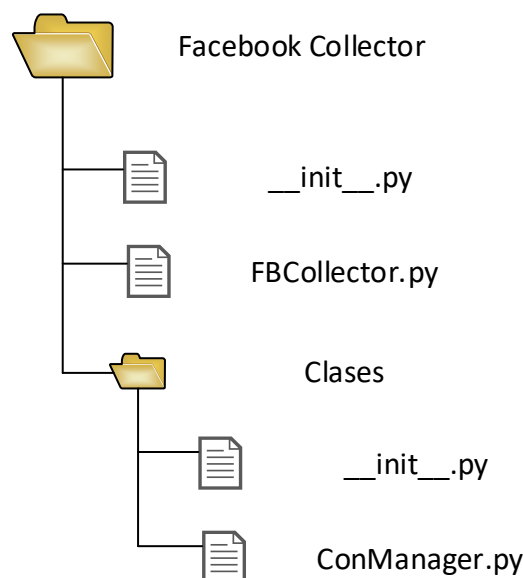 Facebook Collector
__init__.py
FBCollector.py
Clases
__init__.py
ConManager.py